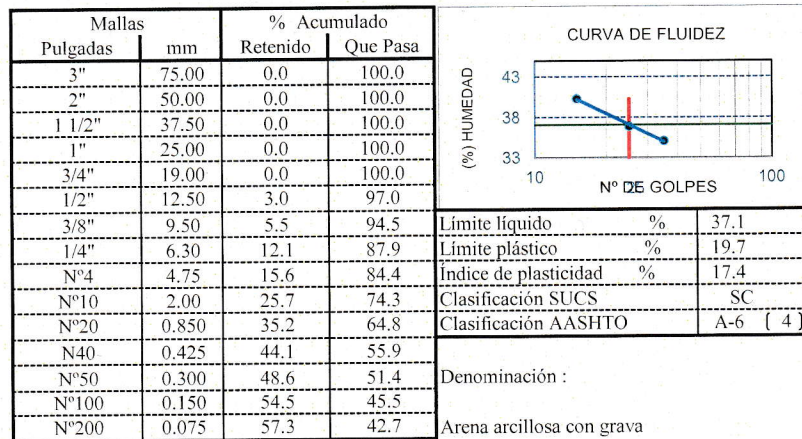 Mallas % Acumulado
Pulgadas mm Retenido Que Pasa
3" 75.00 0.0 100.0
2" 50.00 0.0 100.0
1 1/2" 37.50 0.0 100.0
1" 25.00 0.0 100.0
3/4" 19.00 0.0 100.0
1/2" 12.50 3.0 97.0
3/8" 9.50 5.5 94.5
1/4" 6.30 12.1 87.9
Nº4 4.75 15.6 84.4
Nº10 2.00 25.7 74.3
Nº20 0.850 35.2 64.8
N40 0.425 44.1 55.9
Nº50 0.300 48.6 51.4
Nº100 0.150 54.5 45.5
Nº200 0.075 57.3 42.7
CURVA DE FLUIDEZ
(%) HUMEDAD
43
38
33
10 25 100
Nº DE GOLPES
Límite líquido % 37.1
Límite plástico % 19.7
Índice de plasticidad % 17.4
Clasificación SUCS SC
Clasificación AASHTO A-6 ( 4 )
Denominación :
Arena arcillosa con grava